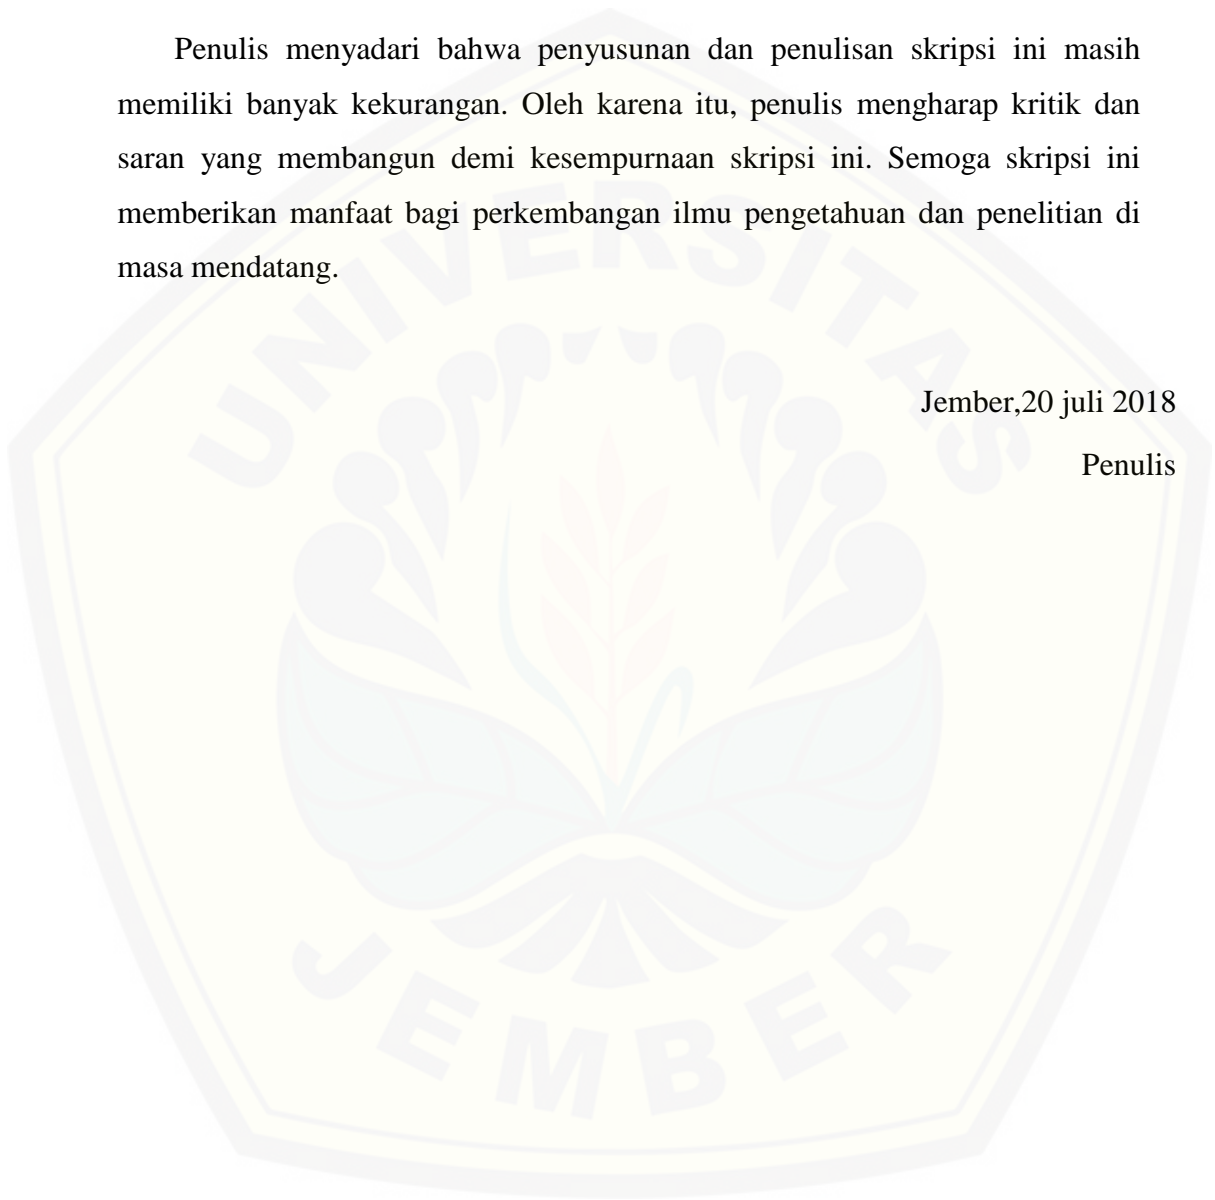 Penulis menyadari bahwa penyusunan dan penulisan skripsi ini masih
memiliki banyak kekurangan. Oleh karena itu, penulis mengharap kritik dan
saran yang membangun demi kesempurnaan skripsi ini. Semoga skripsi ini
memberikan manfaat bagi perkembangan ilmu pengetahuan dan penelitian di
masa mendatang.
UNIVERSITAS
Jember,20 juli 2018
Penulis
JEMBER